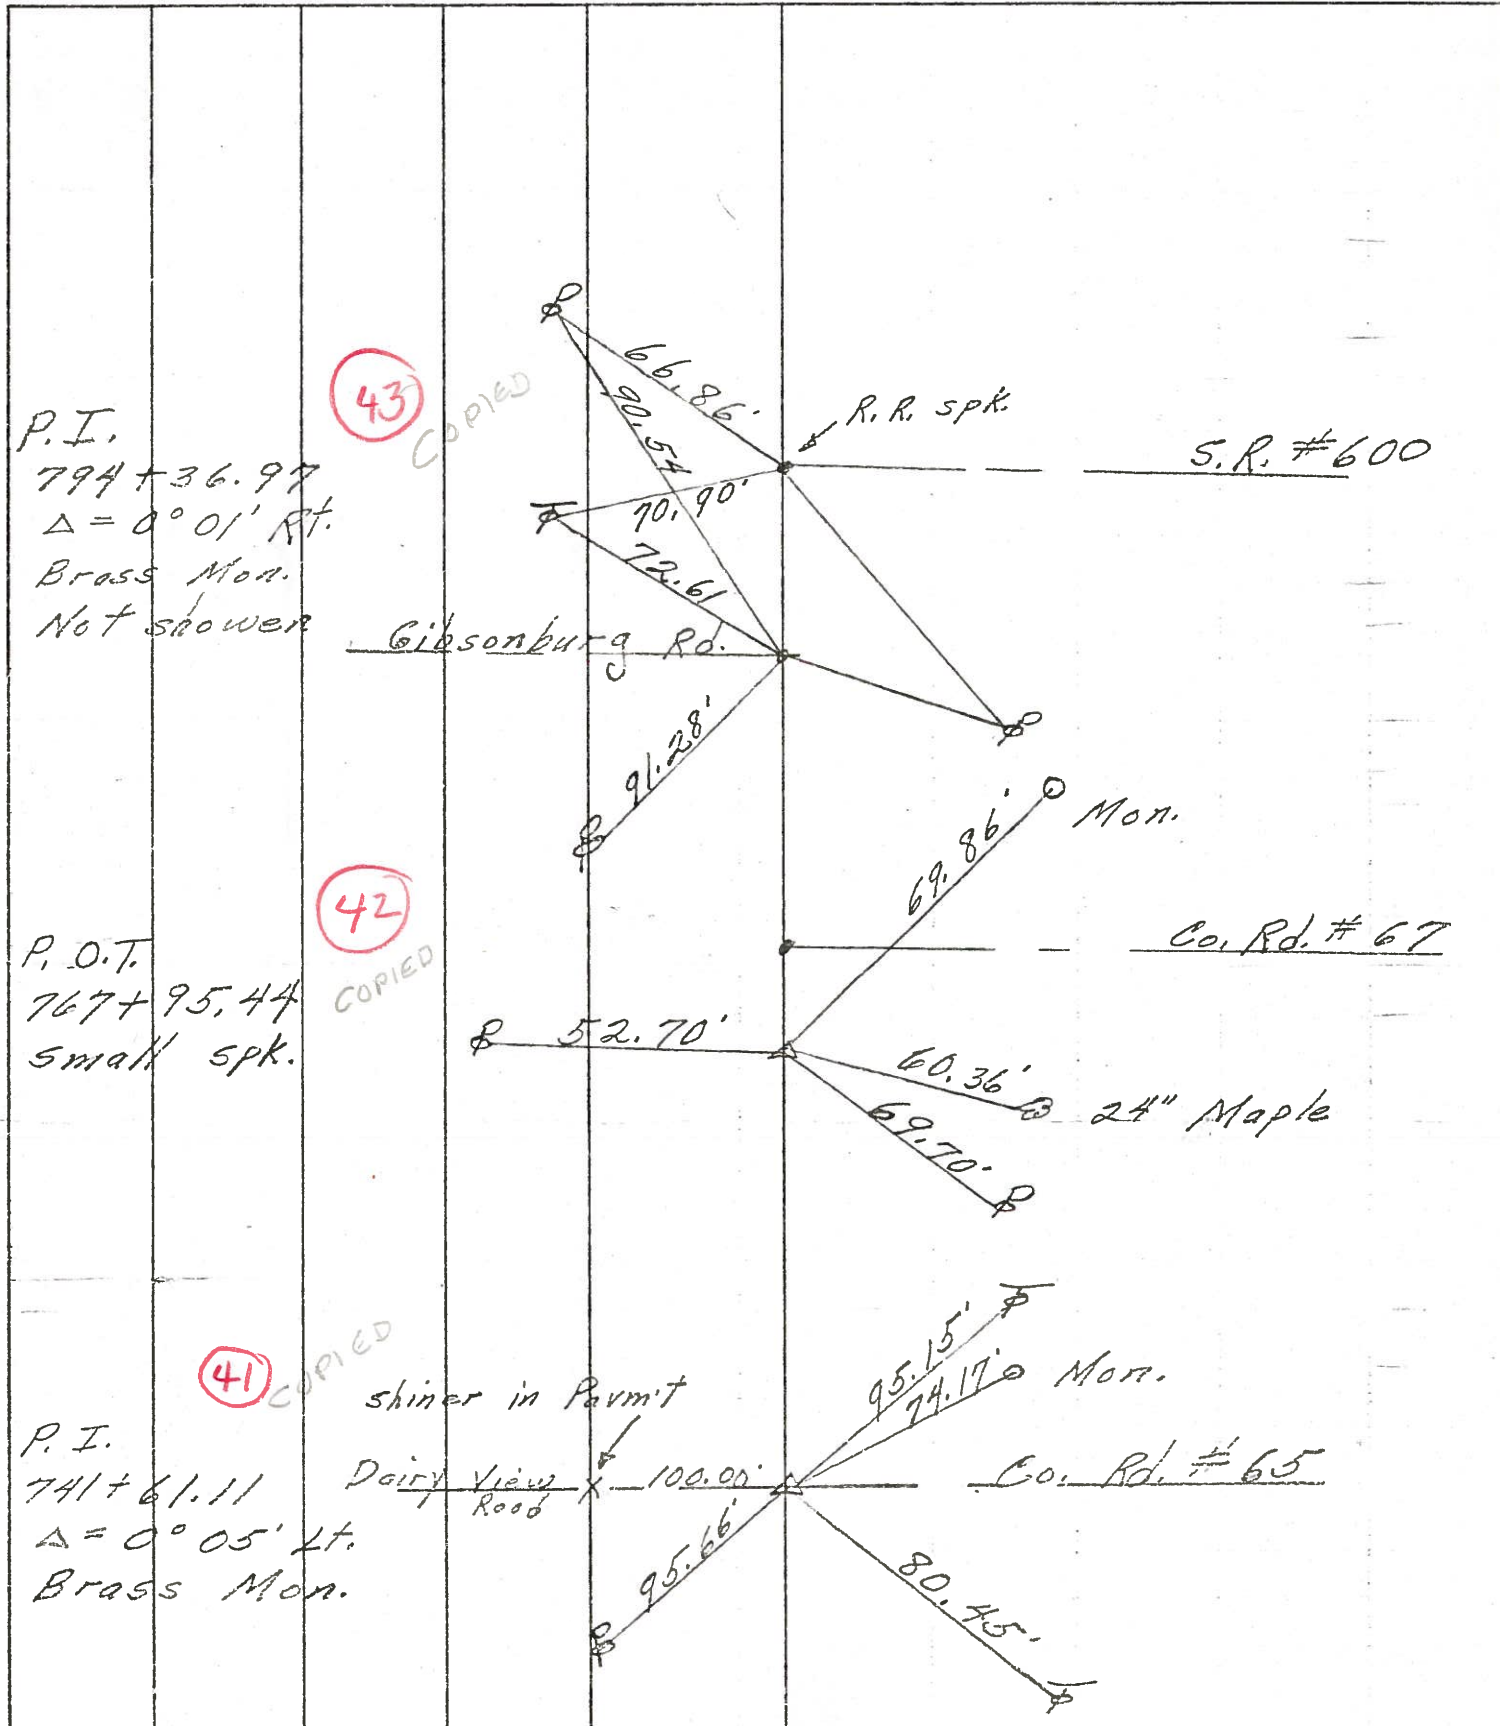 66.86'
43
COPIED
90.54
R.R. spk.
P.I.
S.R. #600
794+36.97
70.90'
Δ = 0° 01' Rt.
72.61
Brass Mon.
Not showen
Gibsonburg Rd.
91.28'
Mon.
69.86'
42
P.O.T.
COPIED
Co. Rd. # 67
767+95.44
52.70'
small spk.
60.36'
24" Maple
69.70'
95.15'
41
COPIED
74.17'
Mon.
shiner in Pavm't
P.I.
741+61.11
Dairy View
Road
100.00'
Co. Rd. # 65
Δ = 0° 05' Lt.
95.66'
80.45'
Brass Mon.